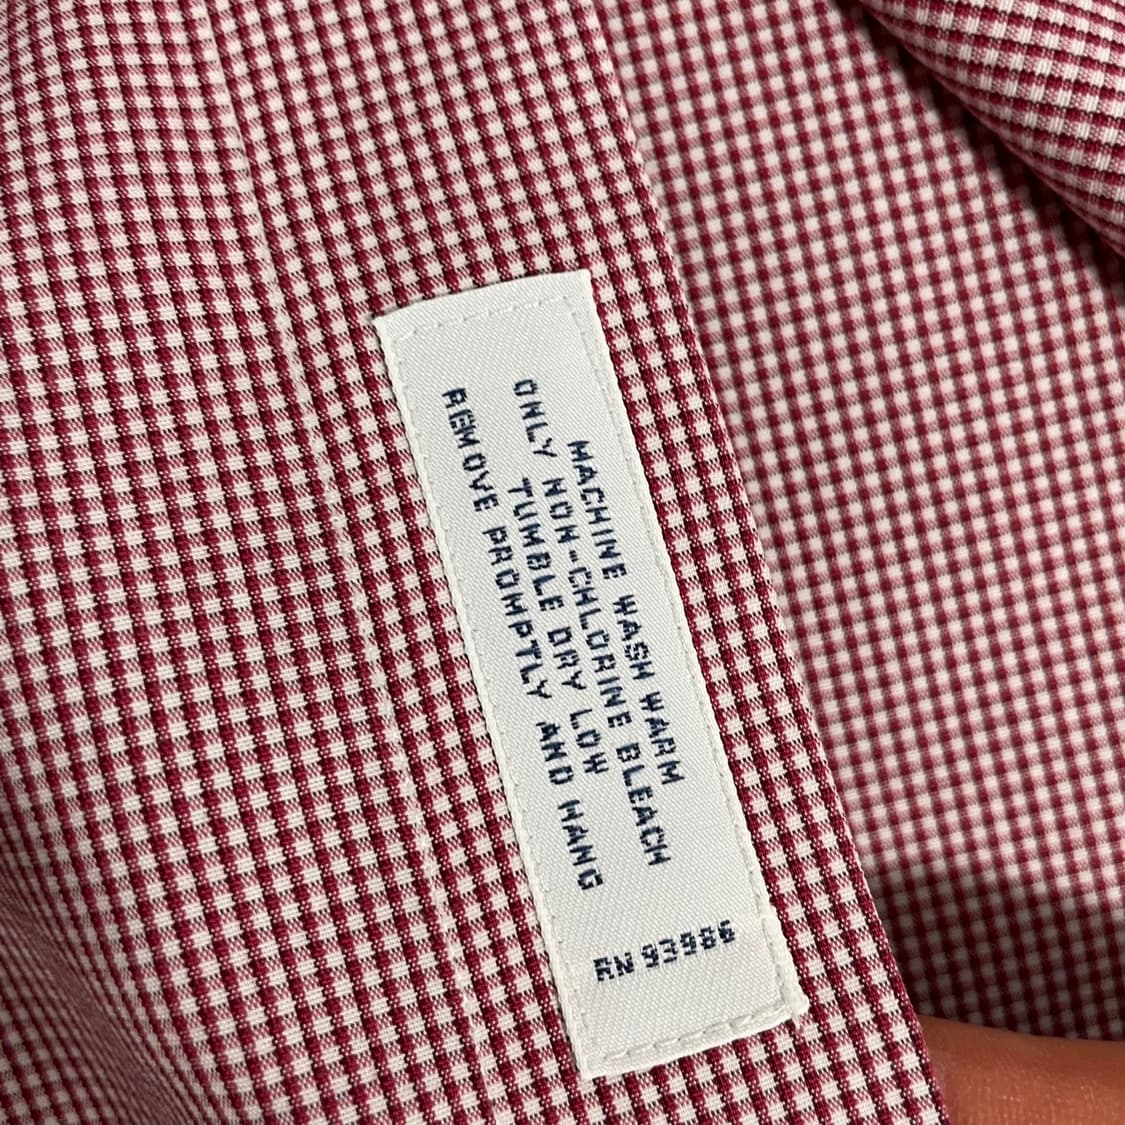 MACHINE WASH WARM
ONLY NON-CHLORINE BLEACH
TUMBLE DRY LOW
REMOVE PROMPTLY AND HANG
RN 93986